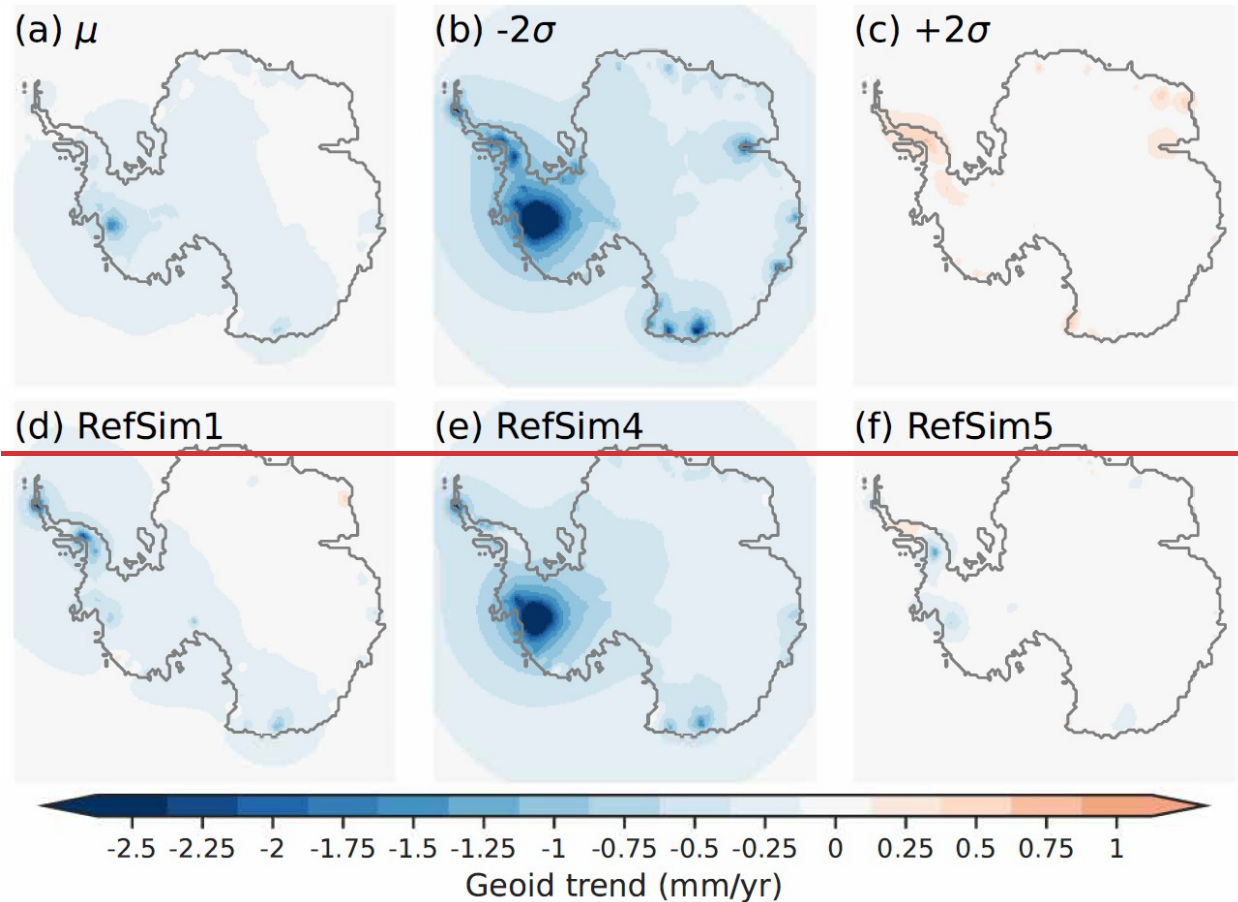 (a) μ (b) -2σ (c) +2σ
(d) RefSim1 (e) RefSim4 (f) RefSim5
-2.5 -2.25 -2 -1.75 -1.5 -1.25 -1 -0.75 -0.5 -0.25 0 0.25 0.5 0.75 1
Geoid trend (mm/yr)